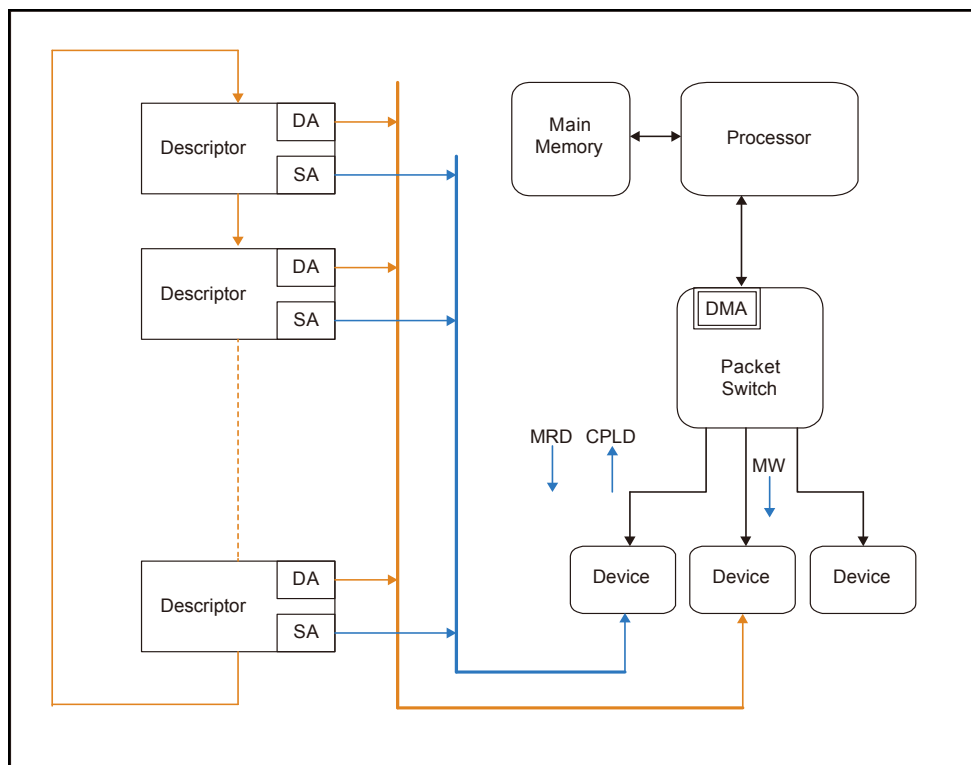 DA
Descriptor
SA
Main
Memory
Processor
DA
Descriptor
SA
DMA
Packet
Switch
MRD
CPLD
MW
DA
Descriptor
SA
Device
Device
Device